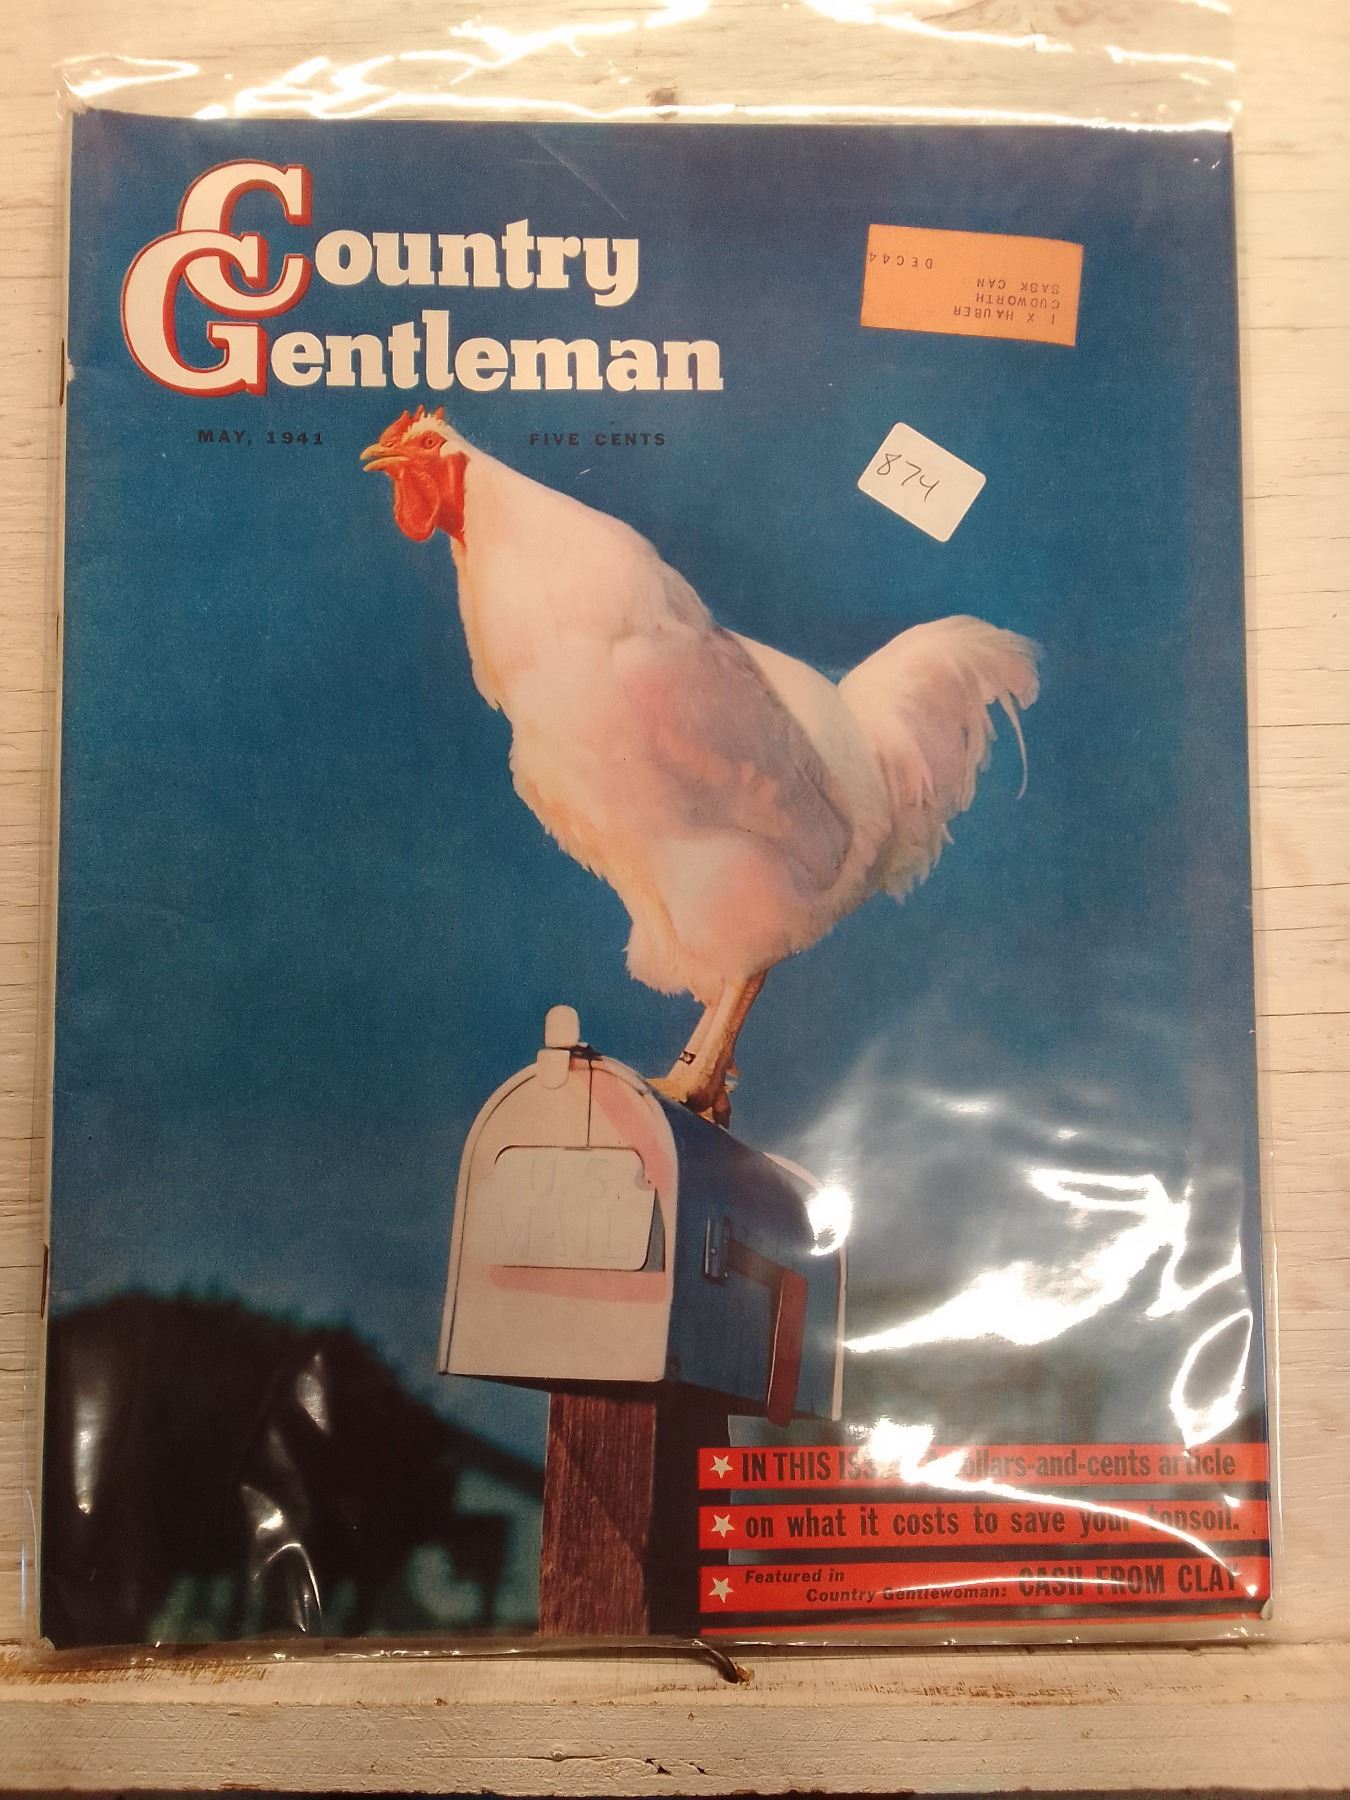 Country
Gentleman
MAY, 1941 FIVE CENTS
I X HAUBER
CUDWORTH
SASK CAN
DEC44
874
U S
MAIL
IN THIS ollars-and-cents article
on what it costs to save your topsoil.
Featured in
Country Gentlewoman: CASH FROM CLAY